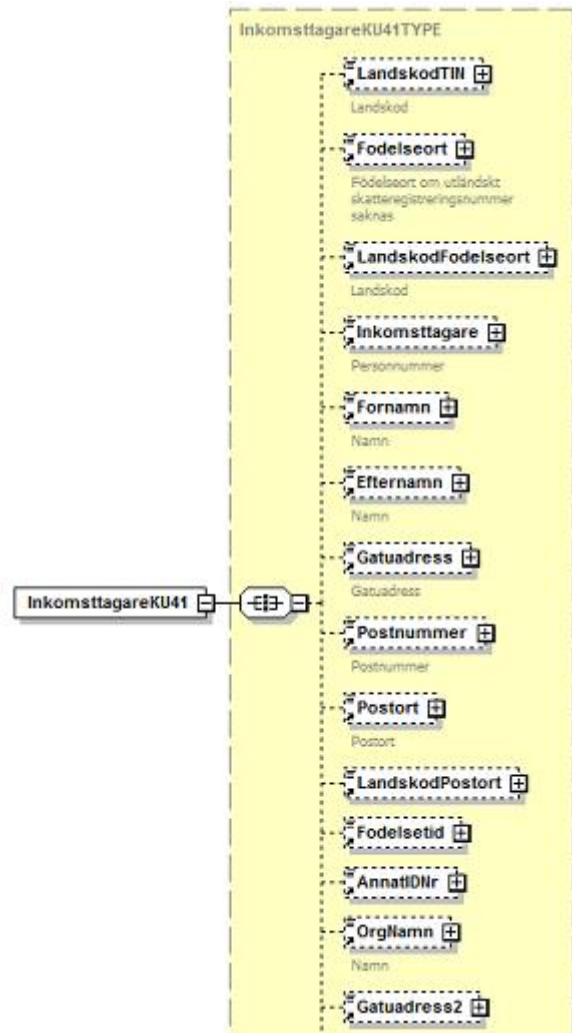 InkomsttagareKU41TYPE
LandskodTIN
Landskod
Fodelseort
Födelseort om utländskt
skatteregistreringsnummer
saknas
LandskodFodelseort
Landskod
Inkomsttagare
Personnummer
Fornamn
Namn
Efternamn
Namn
Gatuadress
Gatuadress
InkomsttagareKU41
Postnummer
Postnummer
Postort
Postort
LandskodPostort
Fodelsetid
AnnatIDNr
OrgNamn
Namn
Gatuadress2